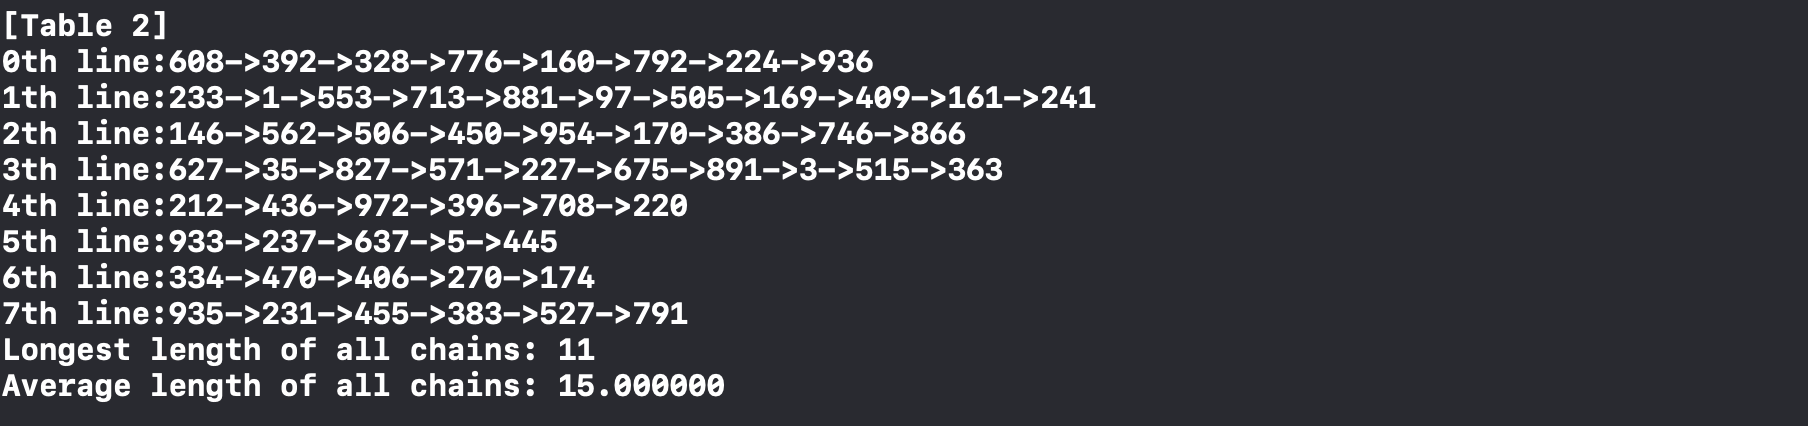 [Table 2]
0th line:608->392->328->776->160->792->224->936
1th line:233->1->553->713->881->97->505->169->409->161->241
2th line:146->562->506->450->954->170->386->746->866
3th line:627->35->827->571->227->675->891->3->515->363
4th line:212->436->972->396->708->220
5th line:933->237->637->5->445
6th line:334->470->406->270->174
7th line:935->231->455->383->527->791
Longest length of all chains: 11
Average length of all chains: 15.000000